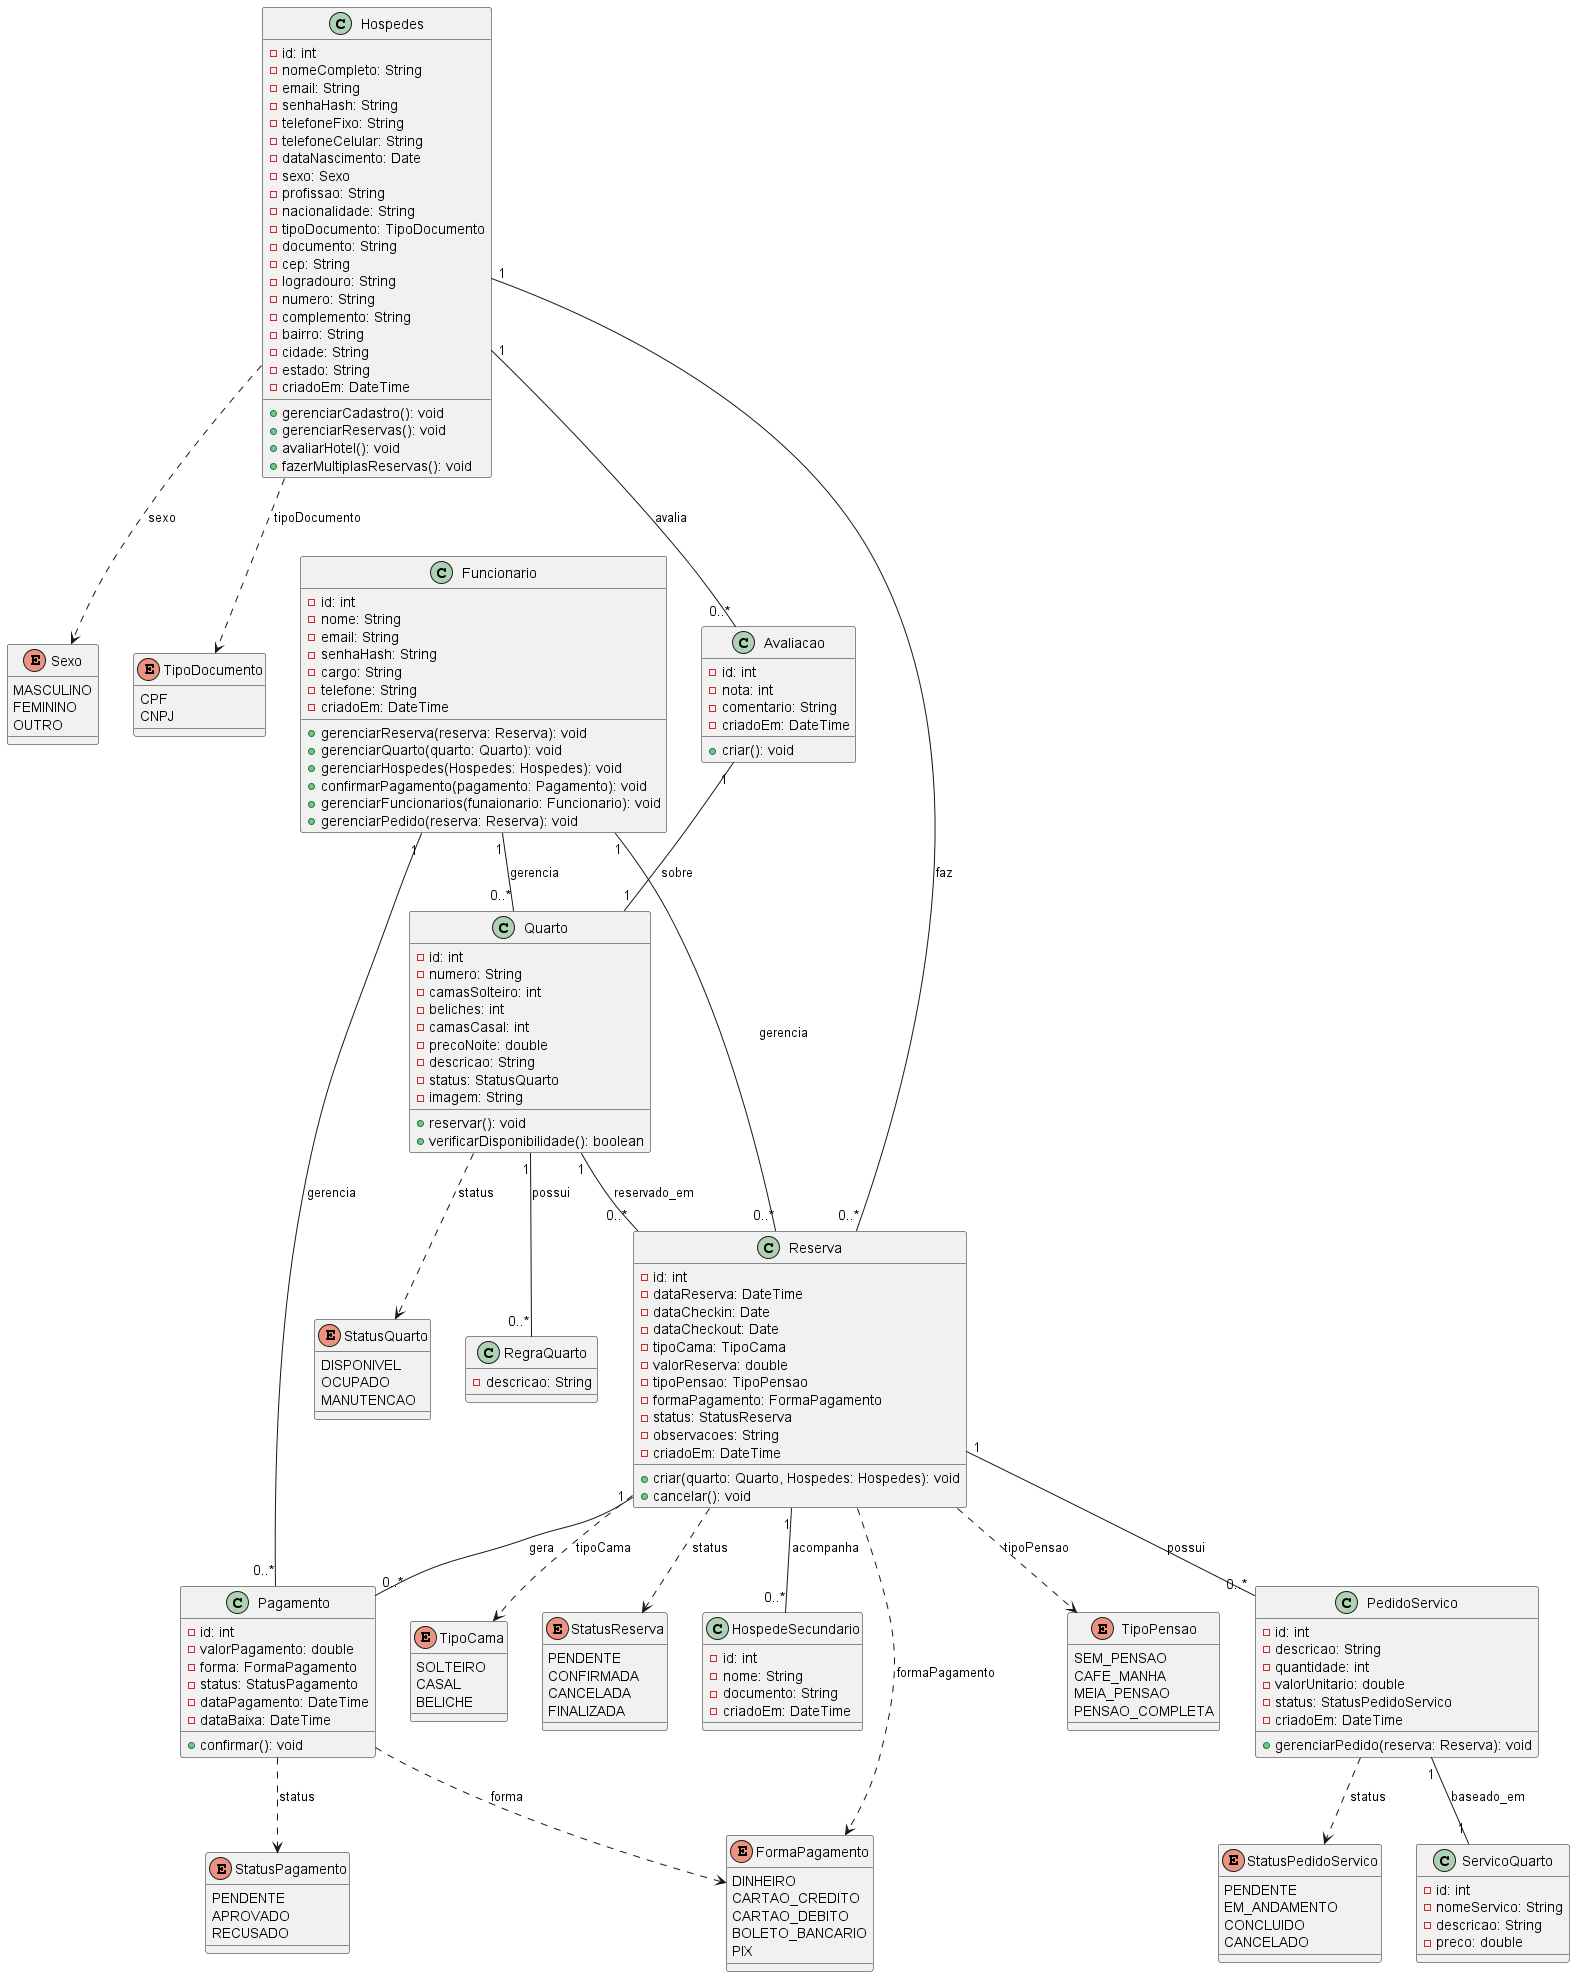 C Hospedes
id: int
nomeCompleto: String
email: String
senhaHash: String
telefoneFixo: String
telefoneCelular: String
dataNascimento: Date
sexo: Sexo
profissao: String
nacionalidade: String
tipoDocumento: TipoDocumento
documento: String
cep: String
logradouro: String
numero: String
complemento: String
bairro: String
cidade: String
estado: String
criadoEm: DateTime
gerenciarCadastro(): void
gerenciarReservas(): void
avaliarHotel(): void
fazerMultiplasReservas(): void
1
1
sexo
tipoDocumento
avalia
0..*
E Sexo
MASCULINO
FEMININO
OUTRO
E TipoDocumento
CPF
CNPJ
C Funcionario
id: int
nome: String
email: String
senhaHash: String
cargo: String
telefone: String
criadoEm: DateTime
gerenciarReserva(reserva: Reserva): void
gerenciarQuarto(quarto: Quarto): void
gerenciarHospedes(Hospedes: Hospedes): void
confirmarPagamento(pagamento: Pagamento): void
gerenciarFuncionarios(funaionario: Funcionario): void
gerenciarPedido(reserva: Reserva): void
C Avaliacao
id: int
nota: int
comentario: String
criadoEm: DateTime
criar(): void
1
1
1
1
gerencia
sobre
faz
0..*
1
C Quarto
id: int
numero: String
camasSolteiro: int
beliches: int
camasCasal: int
precoNoite: double
descricao: String
status: StatusQuarto
imagem: String
reservar(): void
verificarDisponibilidade(): boolean
gerencia
1
1
gerencia
status
possui
reservado_em
0..*
0..*
0..*
0..*
E StatusQuarto
DISPONIVEL
OCUPADO
MANUTENCAO
C RegraQuarto
descricao: String
C Reserva
id: int
dataReserva: DateTime
dataCheckin: Date
dataCheckout: Date
tipoCama: TipoCama
valorReserva: double
tipoPensao: TipoPensao
formaPagamento: FormaPagamento
status: StatusReserva
observacoes: String
criadoEm: DateTime
criar(quarto: Quarto, Hospedes: Hospedes): void
cancelar(): void
1
1
1
gera
tipoCama
status
acompanha
tipoPensao
possui
0..*
0..*
0..*
0..*
C Pagamento
id: int
valorPagamento: double
forma: FormaPagamento
status: StatusPagamento
dataPagamento: DateTime
dataBaixa: DateTime
confirmar(): void
E TipoCama
SOLTEIRO
CASAL
BELICHE
E StatusReserva
PENDENTE
CONFIRMADA
CANCELADA
FINALIZADA
C HospedeSecundario
id: int
nome: String
documento: String
criadoEm: DateTime
formaPagamento
E TipoPensao
SEM_PENSAO
CAFE_MANHA
MEIA_PENSAO
PENSAO_COMPLETA
C PedidoServico
id: int
descricao: String
quantidade: int
valorUnitario: double
status: StatusPedidoServico
criadoEm: DateTime
gerenciarPedido(reserva: Reserva): void
status
forma
status
1
baseado_em
1
E StatusPagamento
PENDENTE
APROVADO
RECUSADO
E FormaPagamento
DINHEIRO
CARTAO_CREDITO
CARTAO_DEBITO
BOLETO_BANCARIO
PIX
E StatusPedidoServico
PENDENTE
EM_ANDAMENTO
CONCLUIDO
CANCELADO
C ServicoQuarto
id: int
nomeServico: String
descricao: String
preco: double